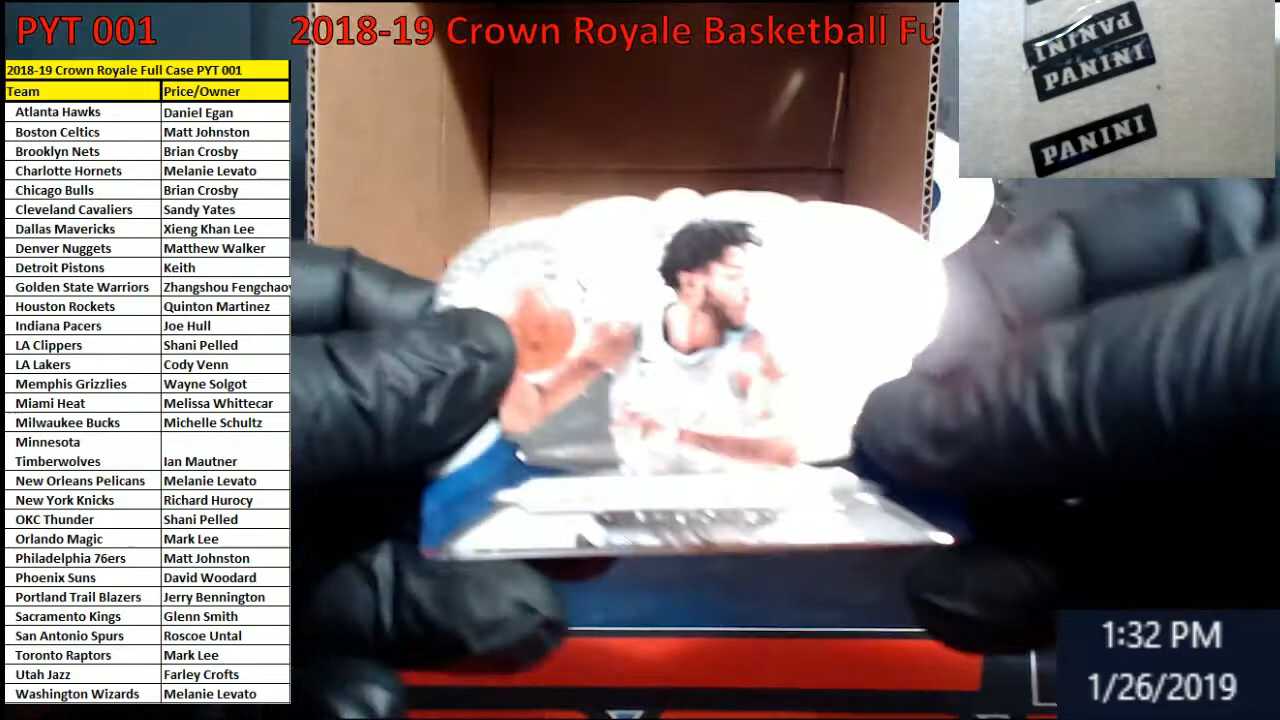 PYT 001
2018-19 Crown Royale Basketball Fu
2018-19 Crown Royale Full Case PYT 001
Team Price/Owner
Atlanta Hawks Daniel Egan
Boston Celtics Matt Johnston
Brooklyn Nets Brian Crosby
Charlotte Hornets Melanie Levato
Chicago Bulls Brian Crosby
Cleveland Cavaliers Sandy Yates
Dallas Mavericks Xieng Khan Lee
Denver Nuggets Matthew Walker
Detroit Pistons Keith
Golden State Warriors Zhangshou Fengchaov
Houston Rockets Quinton Martinez
Indiana Pacers Joe Hull
LA Clippers Shani Pelled
LA Lakers Cody Venn
Memphis Grizzlies Wayne Solgot
Miami Heat Melissa Whittecar
Milwaukee Bucks Michelle Schultz
Minnesota
Timberwolves Ian Mautner
New Orleans Pelicans Melanie Levato
New York Knicks Richard Hurocy
OKC Thunder Shani Pelled
Orlando Magic Mark Lee
Philadelphia 76ers Matt Johnston
Phoenix Suns David Woodard
Portland Trail Blazers Jerry Bennington
Sacramento Kings Glenn Smith
San Antonio Spurs Roscoe Untal
Toronto Raptors Mark Lee
Utah Jazz Farley Crofts
Washington Wizards Melanie Levato
PANINI
PANINI
PANINI
1:32 PM
1/26/2019